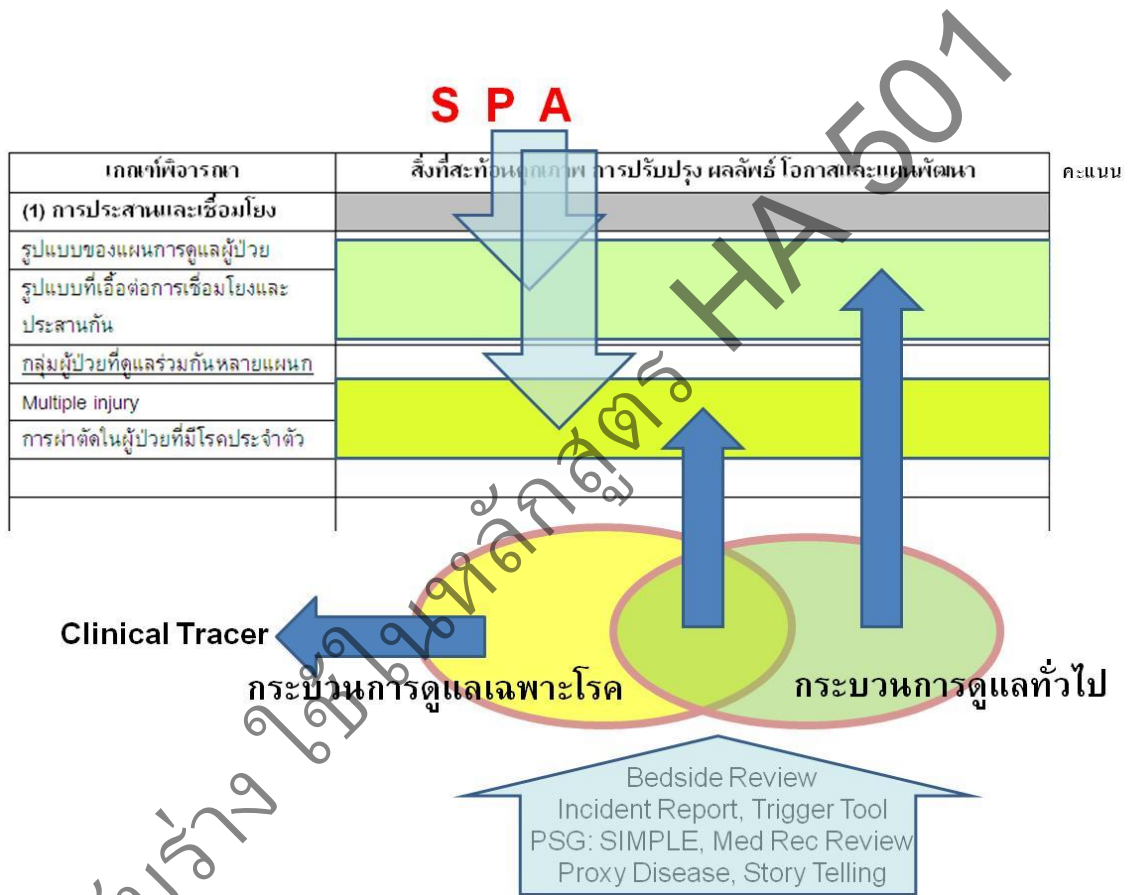 S P A
เกณฑ์พิจารณา
สิ่งที่สะท้อนคุณภาพ การปรับปรุง ผลลัพธ์ โอกาสและแผนพัฒนา
คะแนน
(1) การประสานและเชื่อมโยง
รูปแบบของแผนการดูแลผู้ป่วย
รูปแบบที่เอื้อต่อการเชื่อมโยงและ
ประสานกัน
กลุ่มผู้ป่วยที่ดูแลร่วมกันหลายแผนก
Multiple injury
การผ่าตัดในผู้ป่วยที่มีโรคประจำตัว
Clinical Tracer
กระบวนการดูแลเฉพาะโรค
กระบวนการดูแลทั่วไป
Bedside Review
Incident Report, Trigger Tool
PSG: SIMPLE, Med Rec Review
Proxy Disease, Story Telling
ร่าง ใช้ในหลักสูตร HA 501